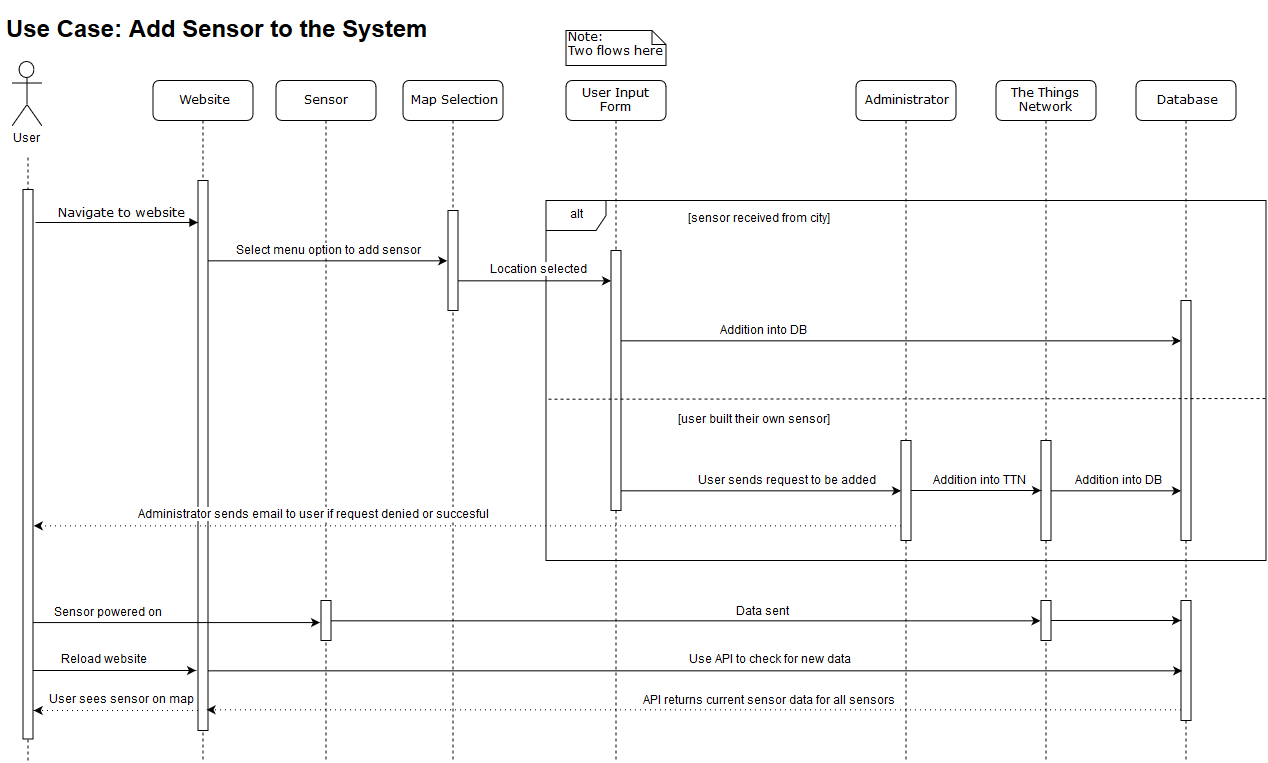 Use Case: Add Sensor to the System
Note:
Two flows here
User
Website
Sensor
Map Selection
User Input
Form
Administrator
The Things
Network
Database
Navigate to website
alt
[sensor received from city]
Select menu option to add sensor
Location selected
Addition into DB
[user built their own sensor]
User sends request to be added
Addition into TTN
Addition into DB
Administrator sends email to user if request denied or succesful
Sensor powered on
Data sent
Reload website
Use API to check for new data
User sees sensor on map
API returns current sensor data for all sensors